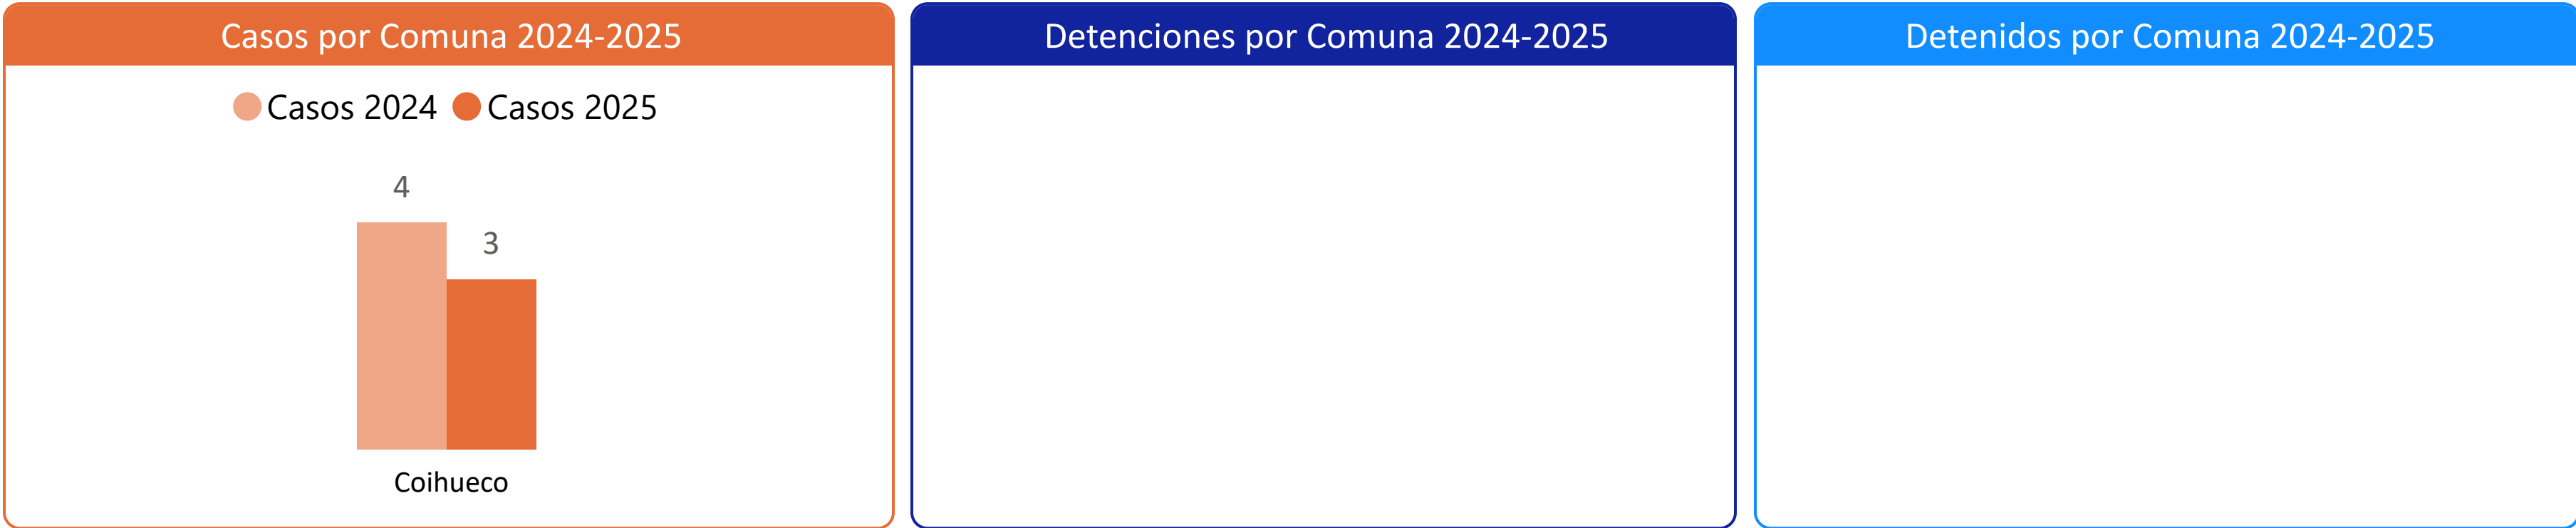 Casos por Comuna 2024-2025
Casos 2024 Casos 2025
4
3
Coihueco
Detenciones por Comuna 2024-2025
Detenidos por Comuna 2024-2025